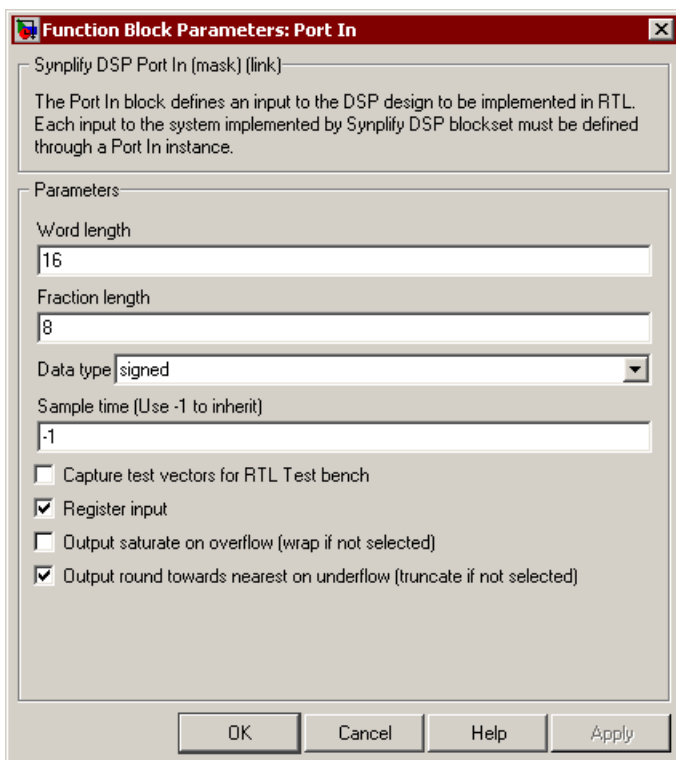 Function Block Parameters: Port In
Synplify DSP Port In (mask) (link)
The Port In block defines an input to the DSP design to be implemented in RTL.
Each input to the system implemented by Synplify DSP blockset must be defined
through a Port In instance.
Parameters
Word length
16
Fraction length
8
Data type signed
Sample time (Use -1 to inherit)
-1
Capture test vectors for RTL Test bench
Register input
Output saturate on overflow (wrap if not selected)
Output round towards nearest on underflow (truncate if not selected)
OK Cancel Help Apply